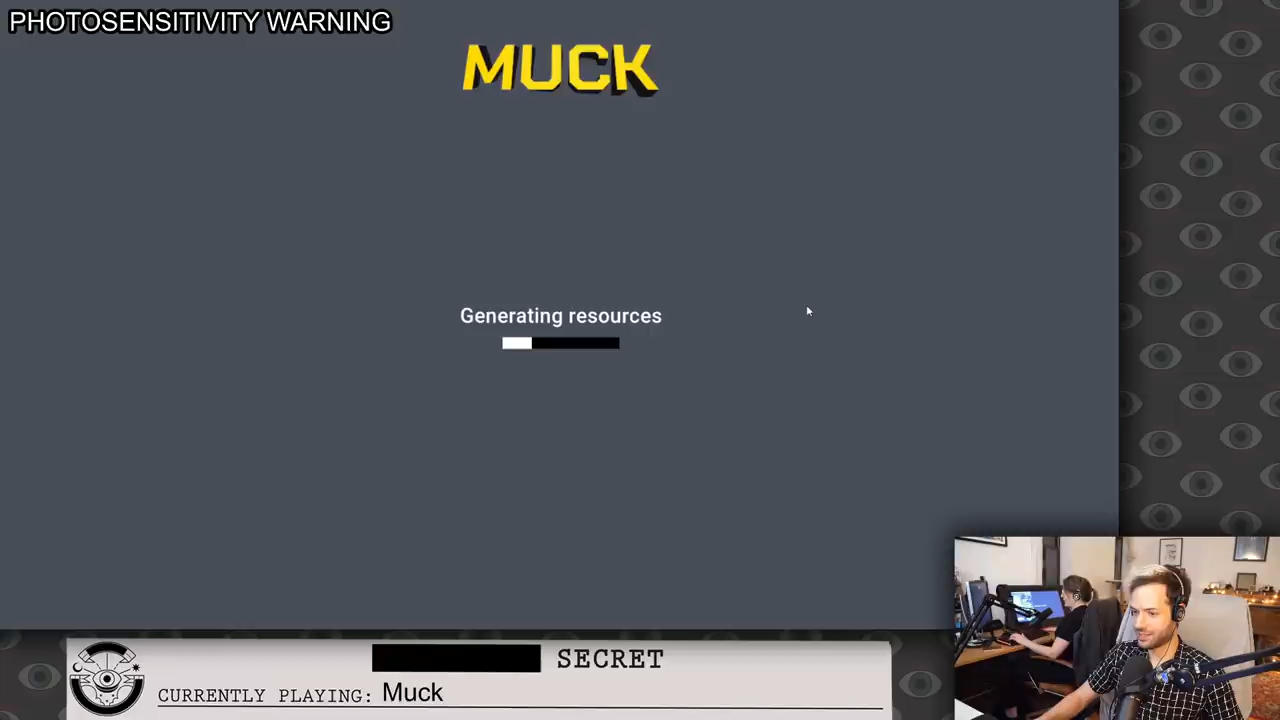 PHOTOSENSITIVITY WARNING
MUCK
Generating resources
SECRET
CURRENTLY PLAYING: Muck